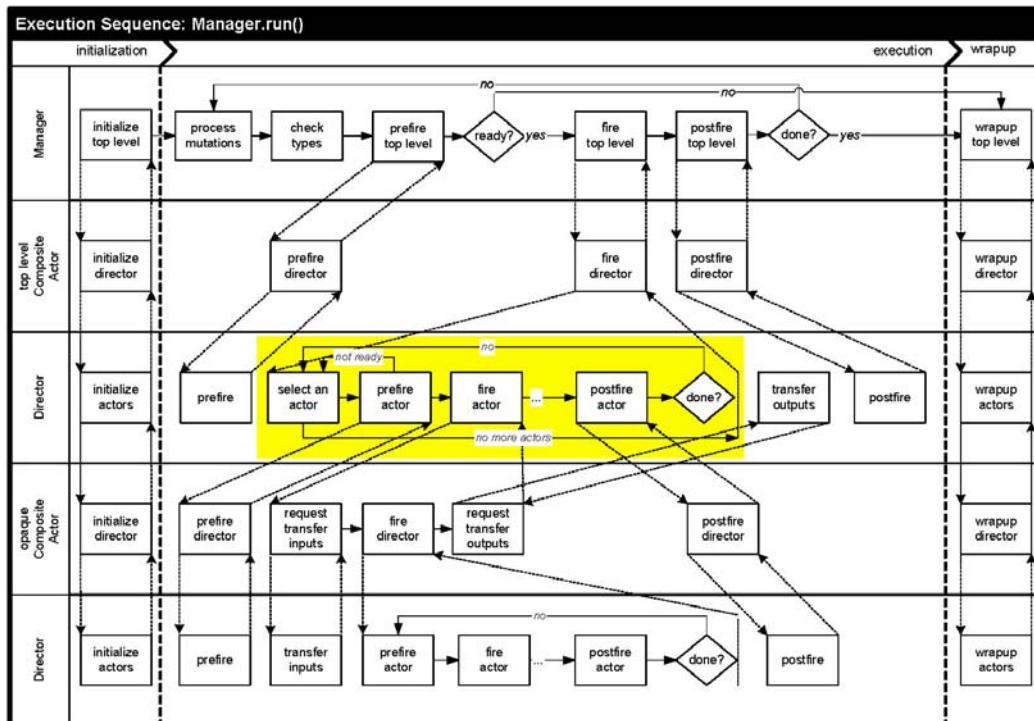 Execution Sequence: Manager.run()
initialization
execution
wrapup
Manager
initialize
top level
process
mutations
check
types
prefire
top level
ready?
yes
no
fire
top level
postfire
top level
done?
yes
no
wrapup
top level
top level
Composite
Actor
initialize
director
prefire
director
fire
director
postfire
director
wrapup
director
Director
initialize
actors
prefire
select an
actor
not ready
prefire
actor
fire
actor
...
postfire
actor
done?
no
no more actors
transfer
outputs
postfire
wrapup
actors
opaque
Composite
Actor
initialize
director
prefire
director
request
transfer
inputs
fire
director
request
transfer
outputs
postfire
director
wrapup
director
Director
initialize
actors
prefire
transfer
inputs
prefire
actor
fire
actor
...
postfire
actor
done?
no
postfire
wrapup
actors